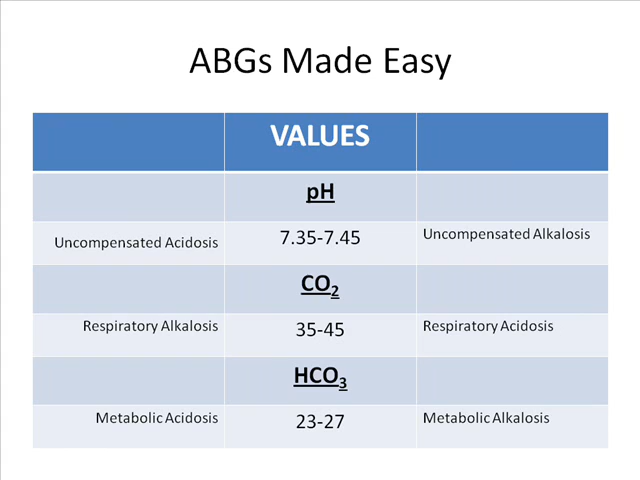 ABGs Made Easy
VALUES
pH
Uncompensated Acidosis 7.35-7.45 Uncompensated Alkalosis
CO₂
Respiratory Alkalosis 35-45 Respiratory Acidosis
HCO₃
Metabolic Acidosis 23-27 Metabolic Alkalosis